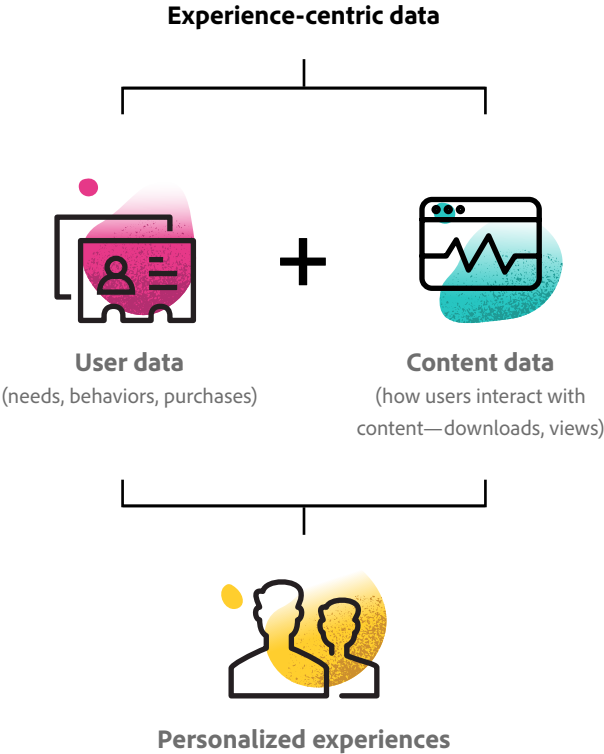 Experience-centric data
User data
(needs, behaviors, purchases)
Content data
(how users interact with
content—downloads, views)
Personalized experiences